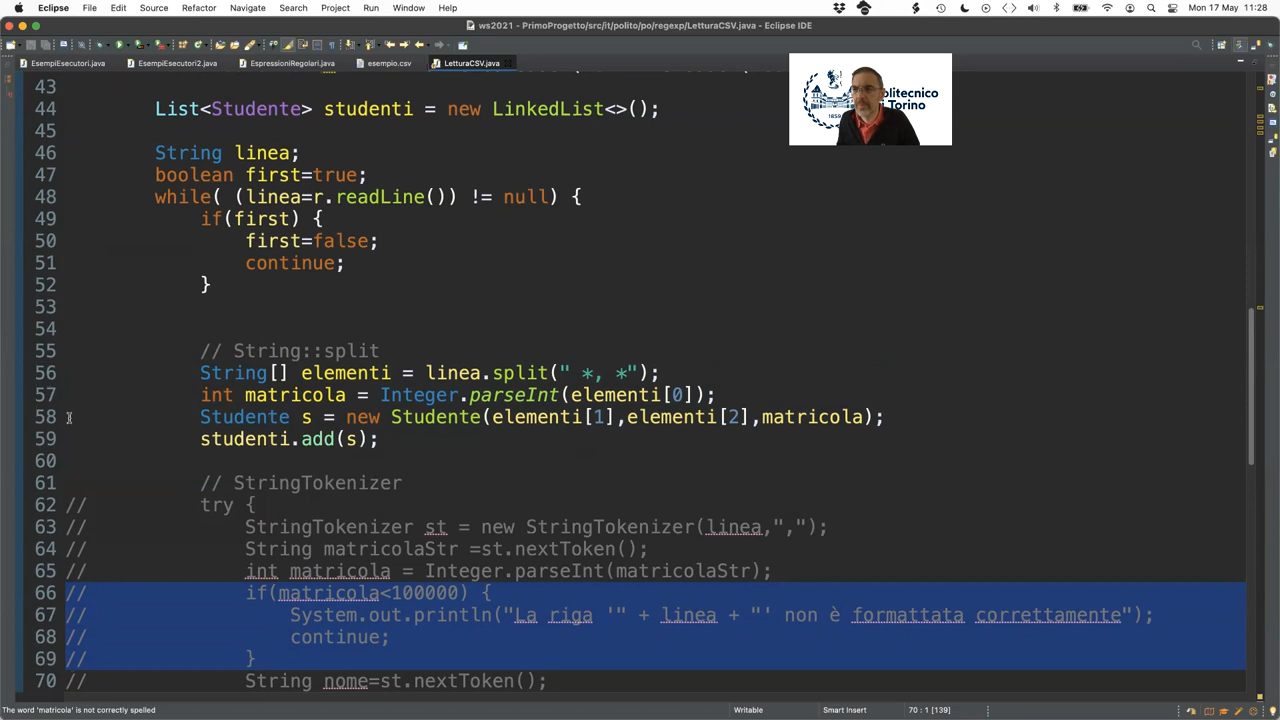 Eclipse File Edit Source Refactor Navigate Search Project Run Window Help Mon 17 May 11:28
ws2021 - PrimoProgetto/src/it/polito/po/regexp/LetturaCSV.java - Eclipse IDE
EsempiEsecutori.java EsempiEsecutori2.java EspressioniRegolari.java esempio.csv LetturaCSV.java
Politecnico
di Torino
1859
43
44 List<Studente> studenti = new LinkedList<>();
45
46 String linea;
47 boolean first=true;
48 while( (linea=r.readLine()) != null) {
49 if(first) {
50 first=false;
51 continue;
52 }
53
54
55 // String::split
56 String[] elementi = linea.split(" *, *");
57 int matricola = Integer.parseInt(elementi[0]);
58 Studente s = new Studente(elementi[1],elementi[2],matricola);
59 studenti.add(s);
60
61 // StringTokenizer
62 // try {
63 // StringTokenizer st = new StringTokenizer(linea,",");
64 // String matricolaStr =st.nextToken();
65 // int matricola = Integer.parseInt(matricolaStr);
66 // if(matricola<100000) {
67 // System.out.println("La riga '" + linea + "' non è formattata correttamente");
68 // continue;
69 // }
70 // String nome=st.nextToken();
The word 'matricola' is not correctly spelled Writable Smart Insert 70 : 1 [139]